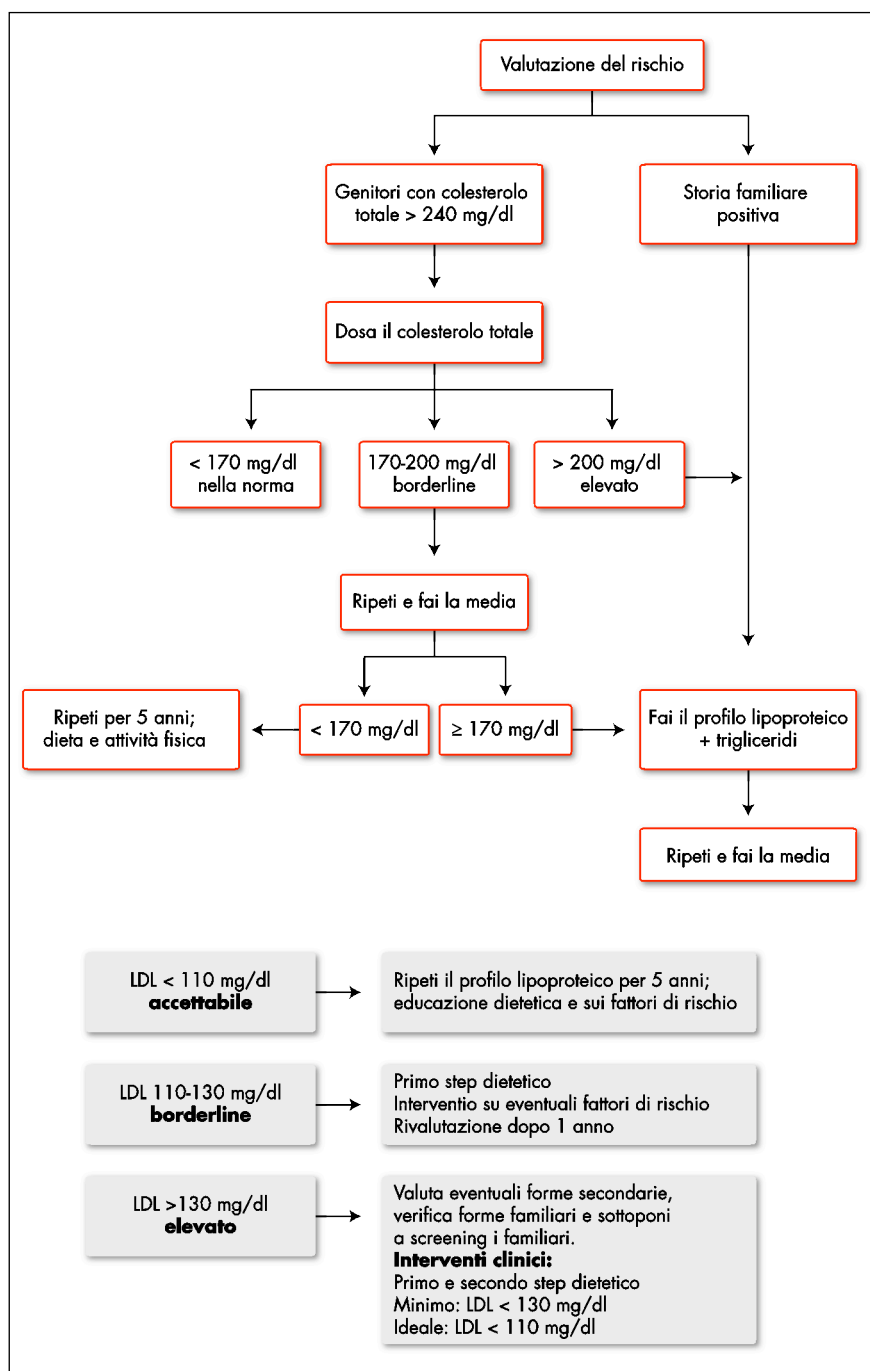 Valutazione del rischio
Genitori con colesterolo
totale > 240 mg/dl
Storia familiare
positiva
Dosa il colesterolo totale
< 170 mg/dl
nella norma
170-200 mg/dl
borderline
> 200 mg/dl
elevato
Ripeti e fai la media
Ripeti per 5 anni;
dieta e attività fisica
< 170 mg/dl
≥ 170 mg/dl
Fai il profilo lipoproteico
+ trigliceridi
Ripeti e fai la media
LDL < 110 mg/dl
accettabile
Ripeti il profilo lipoproteico per 5 anni;
educazione dietetica e sui fattori di rischio
LDL 110-130 mg/dl
borderline
Primo step dietetico
Interventio su eventuali fattori di rischio
Rivalutazione dopo 1 anno
LDL >130 mg/dl
elevato
Valuta eventuali forme secondarie,
verifica forme familiari e sottoponi
a screening i familiari.
Interventi clinici:
Primo e secondo step dietetico
Minimo: LDL < 130 mg/dl
Ideale: LDL < 110 mg/dl